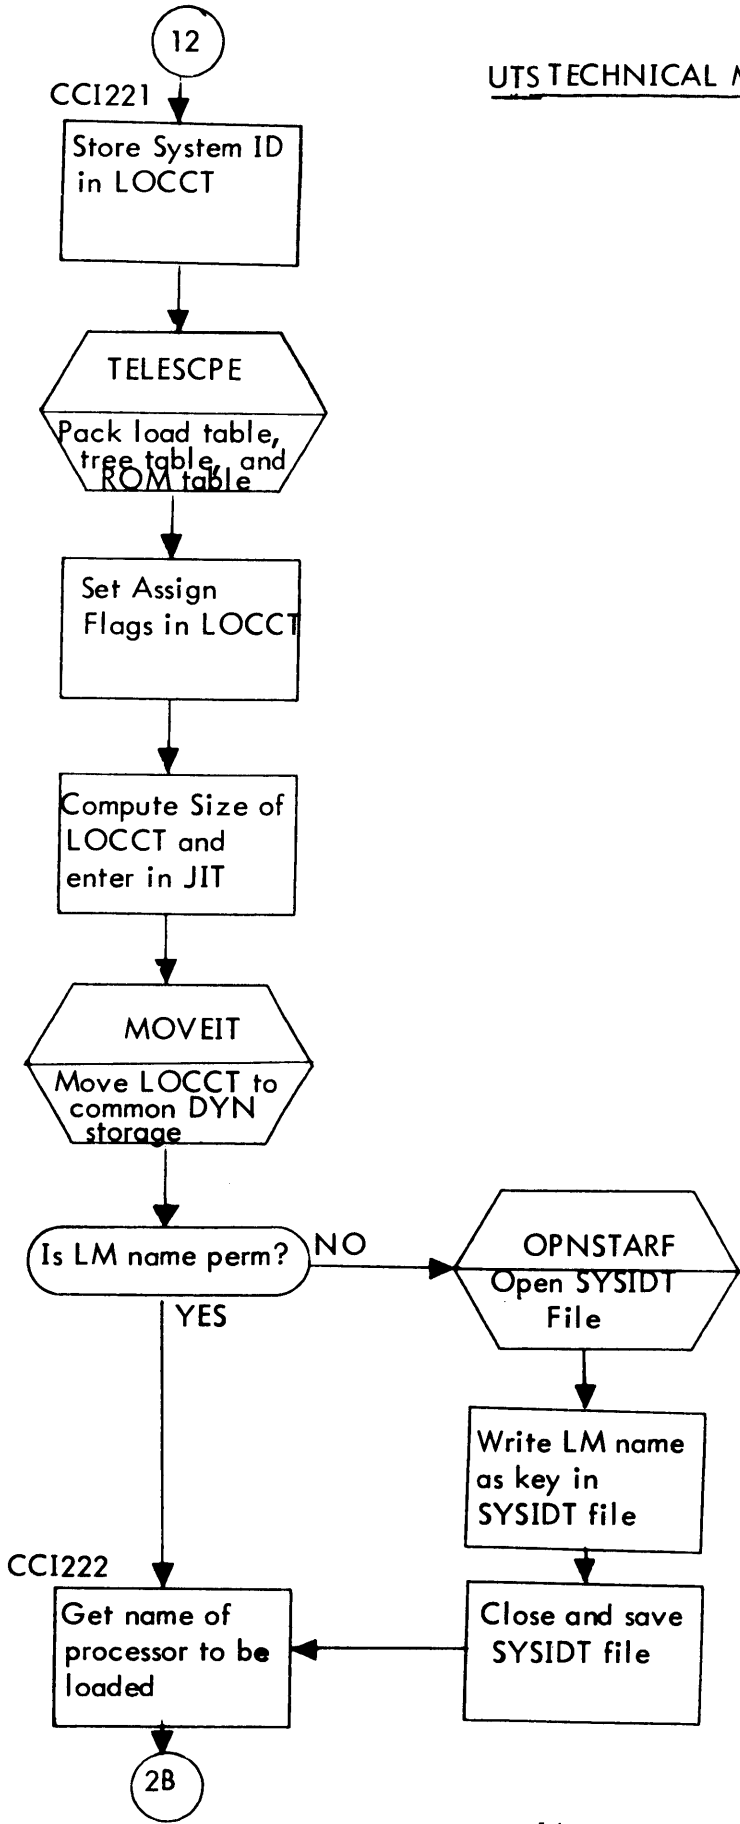 12
UTS TECHNICAL
CCI221
Store System ID
in LOCCT
TELESCPE
Pack load table,
tree table, and
ROM table
Set Assign
Flags in LOCCT
Compute Size of
LOCCT and
enter in JIT
MOVEIT
Move LOCCT to
common DYN
storage
Is LM name perm?
NO
YES
OPNSTARF
Open SYSIDT
File
Write LM name
as key in
SYSIDT file
Close and save
SYSIDT file
CCI222
Get name of
processor to be
loaded
2B